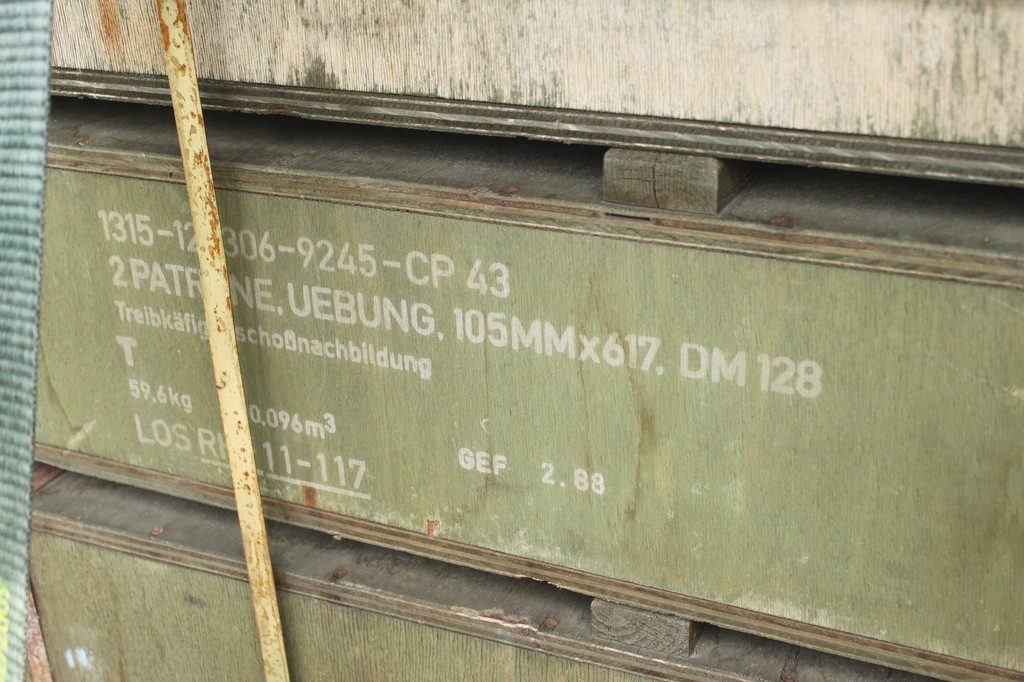 1315-12 306-9245-CP 43
2 PATR NE, UEBUNG, 105MMx617, DM 128
Treibkäfig schoßnachbildung
T
59,6kg 0,096m³
LOS 11-117
GEF 2.88